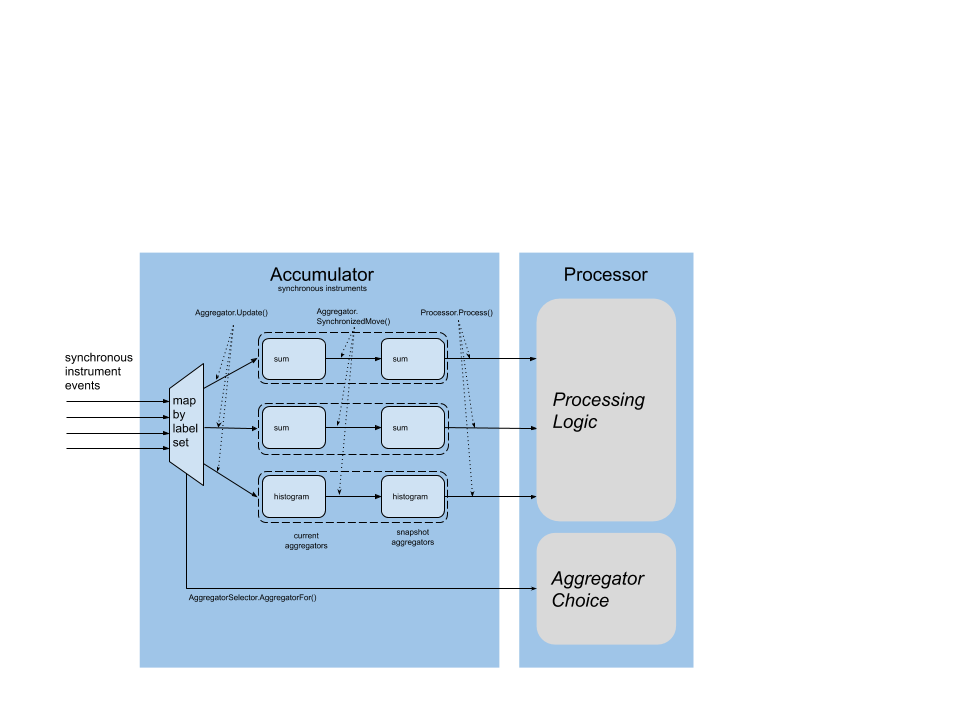 Accumulator
synchronous instruments
Processor
Aggregator.Update()
Aggregator.
SynchronizedMove()
Processor.Process()
synchronous
instrument
events
map
by
label
set
sum
sum
sum
sum
histogram
histogram
current
aggregators
snapshot
aggregators
Processing
Logic
Aggregator
Choice
AggregatorSelector.AggregatorFor()